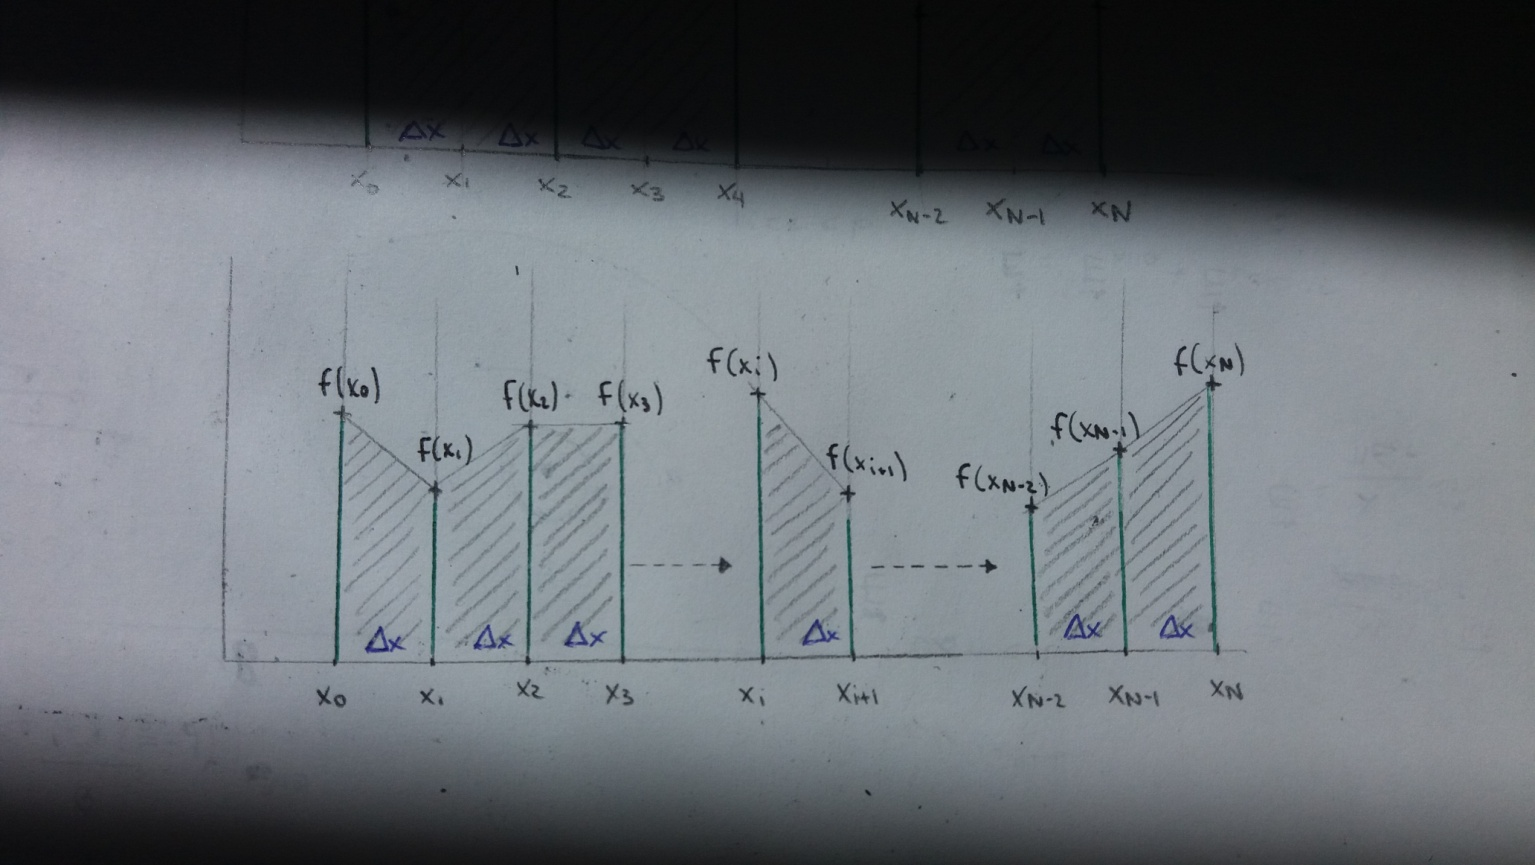 Δx Δx Δx Δx Δx Δx
x₀ x₁ x₂ x₃ x₄ xN-2 xN-1 xN
f(x₀) f(x₁) f(x₂) f(x₃) f(xi) f(xi+1) f(xN-2) f(xN-1) f(xN)
Δx Δx Δx Δx Δx Δx
x₀ x₁ x₂ x₃ xi xi+1 xN-2 xN-1 xN